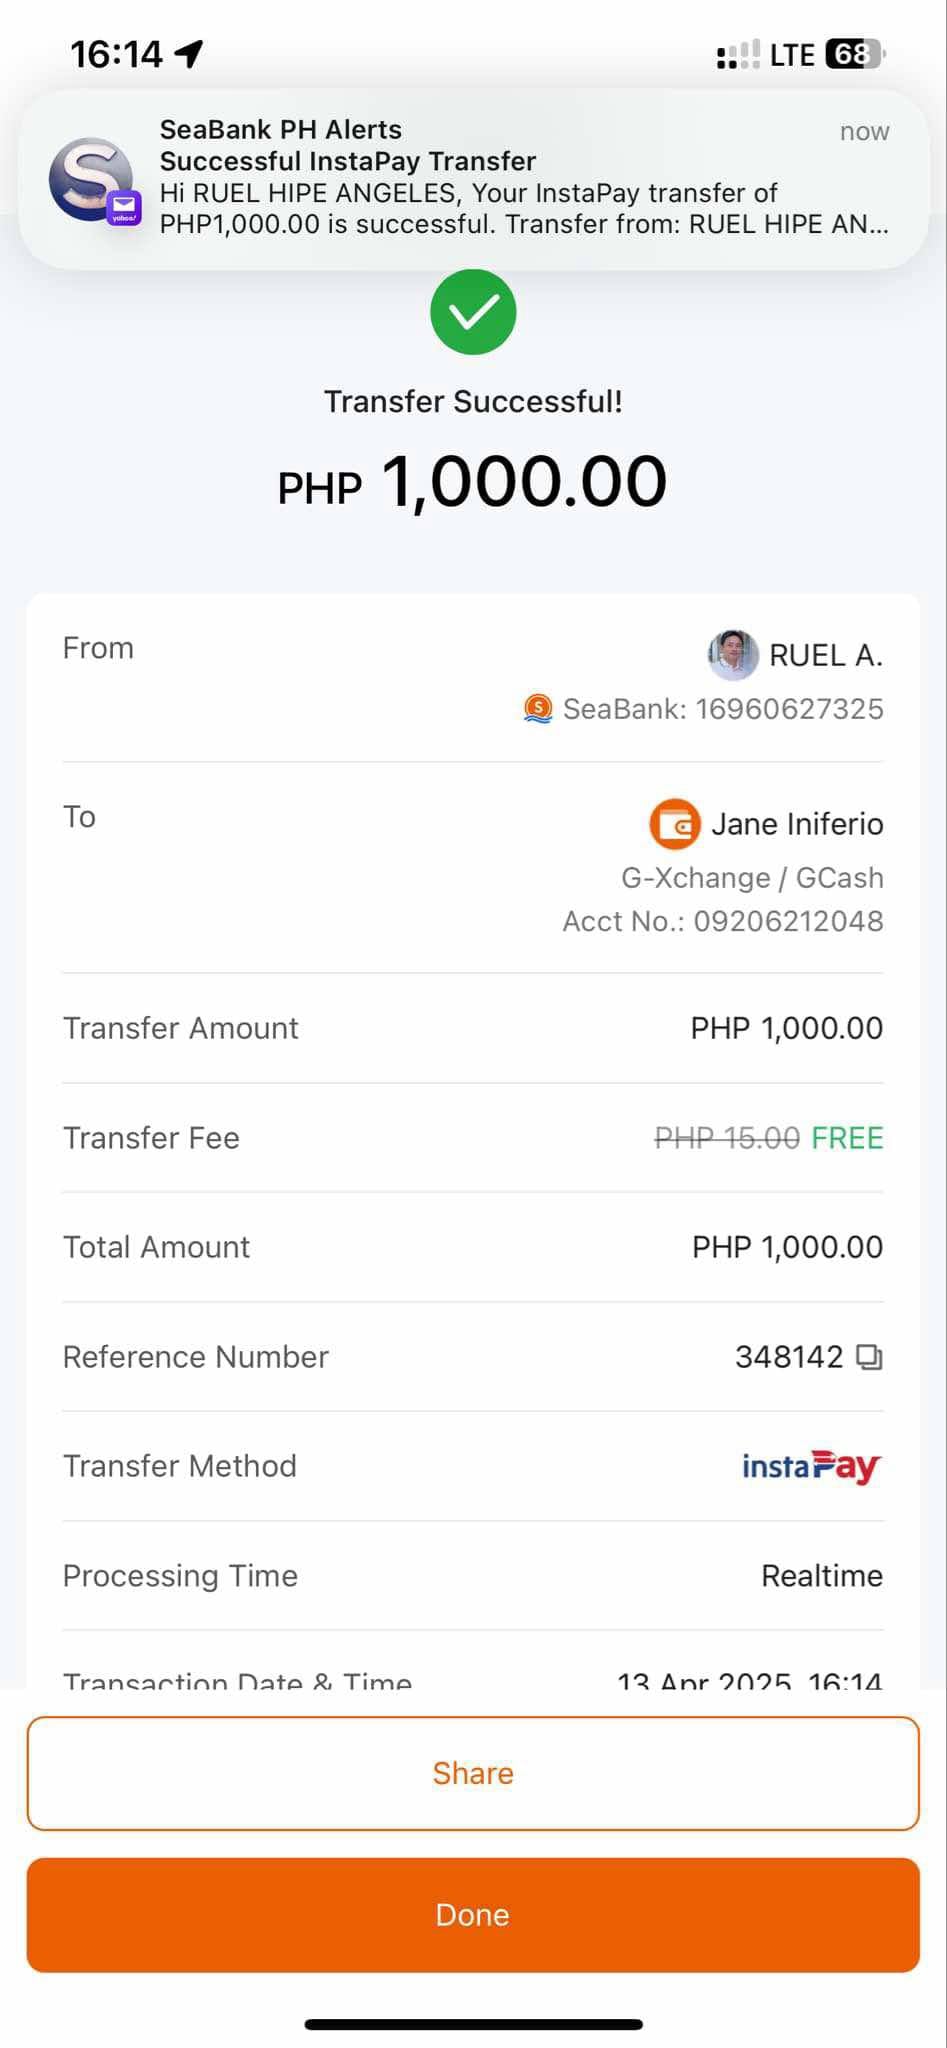 16:14
LTE 68
SeaBank PH Alerts
now
Successful InstaPay Transfer
Hi RUEL HIPE ANGELES, Your InstaPay transfer of
PHP1,000.00 is successful. Transfer from: RUEL HIPE AN...
S
yahoo!
Transfer Successful!
PHP 1,000.00
From
RUEL A.
S
SeaBank: 16960627325
To
Jane Iniferio
G-Xchange / GCash
Acct No.: 09206212048
Transfer Amount
PHP 1,000.00
Transfer Fee
PHP 15.00 FREE
Total Amount
PHP 1,000.00
Reference Number
348142
Transfer Method
instaPay
Processing Time
Realtime
Transaction Date & Time
13 Apr 2025, 16:14
Share
Done